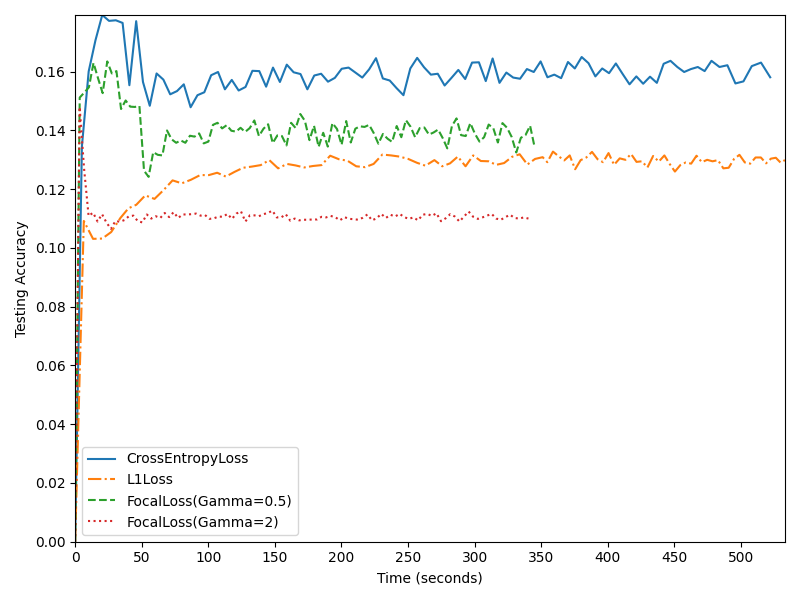 0.16
0.14
0.12
0.10
0.08
0.06
0.04
0.02
0.00
Testing Accuracy
CrossEntropyLoss
L1Loss
FocalLoss(Gamma=0.5)
FocalLoss(Gamma=2)
0 50 100 150 200 250 300 350 400 450 500
Time (seconds)